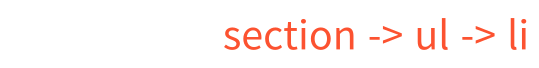 section -> ul -> li